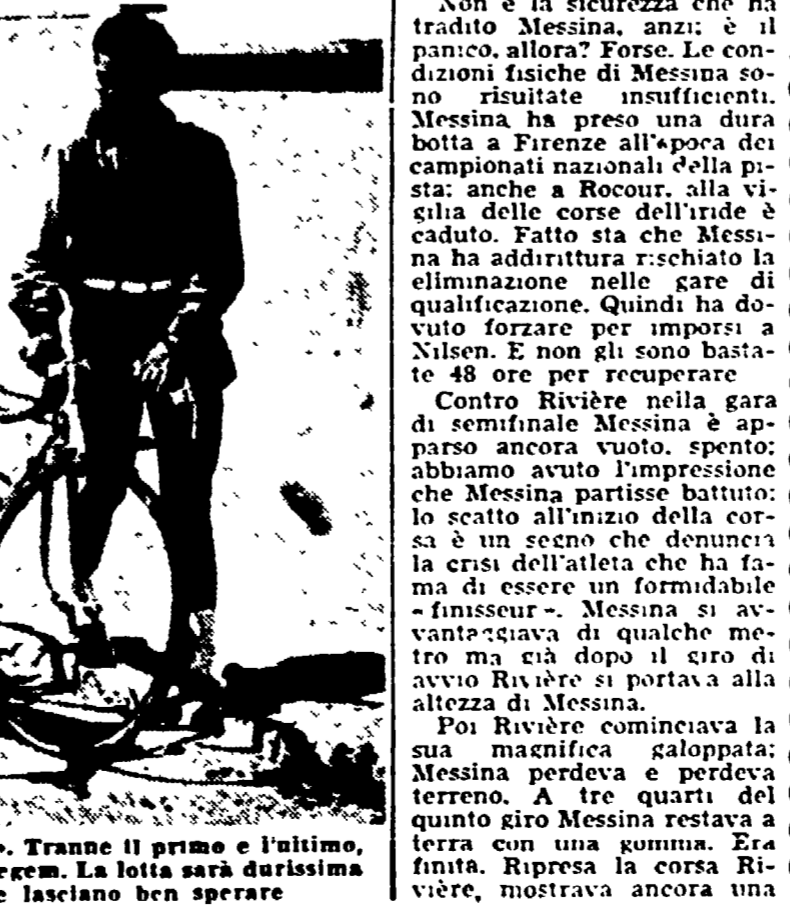 ». Tranne il primo e l'ultimo,
egem. La lotta sarà durissima
e lasciano ben sperare
Non è la sicurezza che ha
tradito Messina, anzi: è il
panico, allora? Forse. Le con-
dizioni fisiche di Messina so-
no risultate insufficienti.
Messina ha preso una dura
botta a Firenze all'epoca dei
campionati nazionali della pi-
sta: anche a Rocour, alla vi-
gilia delle corse dell'iride è
caduto. Fatto sta che Messi-
na ha addirittura rischiato la
eliminazione nelle gare di
qualificazione. Quindi ha do-
vuto forzare per imporsi a
Nilsen. E non gli sono basta-
te 48 ore per recuperare
Contro Rivière nella gara
di semifinale Messina è ap-
parso ancora vuoto, spento:
abbiamo avuto l'impressione
che Messina partisse battuto:
lo scatto all'inizio della cor-
sa è un segno che denuncia
la crisi dell'atleta che ha fa-
ma di essere un formidabile
« finisseur ». Messina si av-
vantaggiava di qualche me-
tro ma già dopo il giro di
avvio Rivière si portava alla
altezza di Messina.
Poi Rivière cominciava la
sua magnifica galoppata;
Messina perdeva e perdeva
terreno. A tre quarti del
quinto giro Messina restava a
terra con una gomma. Era
finita. Ripresa la corsa Ri-
vière, mostrava ancora una